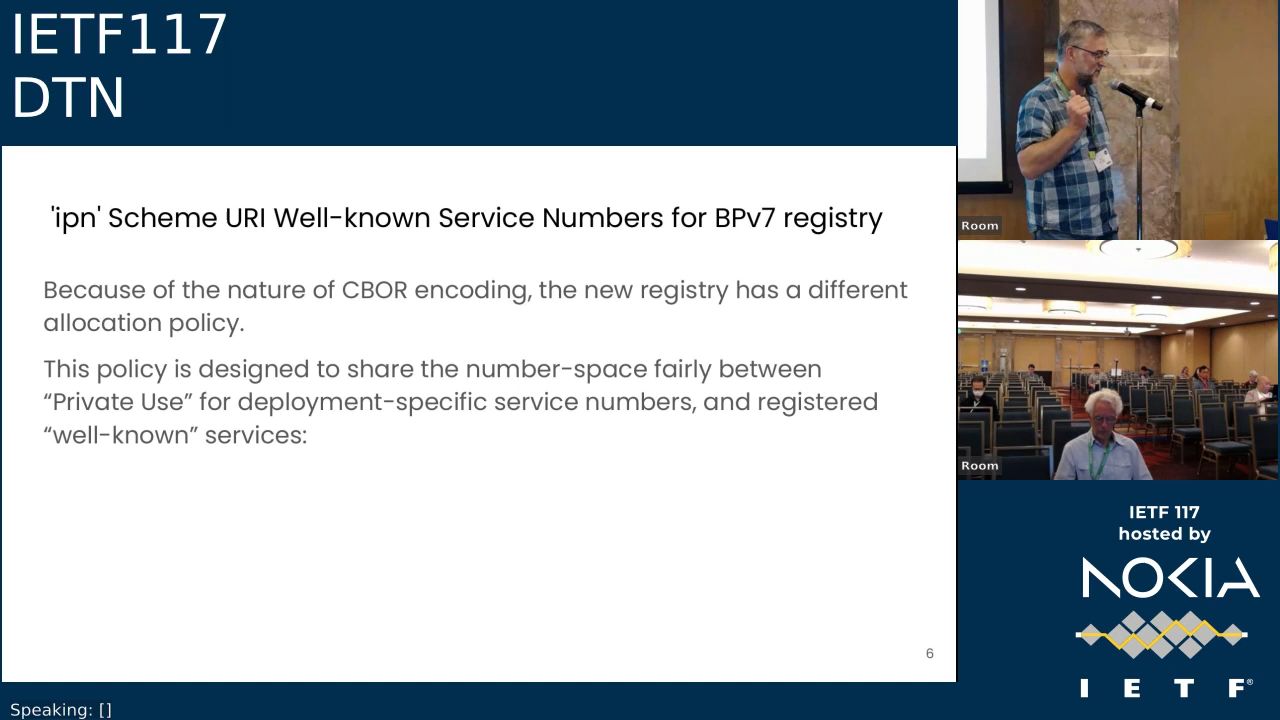 IETF117
DTN
'ipn' Scheme URI Well-known Service Numbers for BPv7 registry
Because of the nature of CBOR encoding, the new registry has a different
allocation policy.
This policy is designed to share the number-space fairly between
“Private Use” for deployment-specific service numbers, and registered
“well-known” services:
6
Speaking: []
Room
Room
IETF 117
hosted by
NOKIA
I E T F®